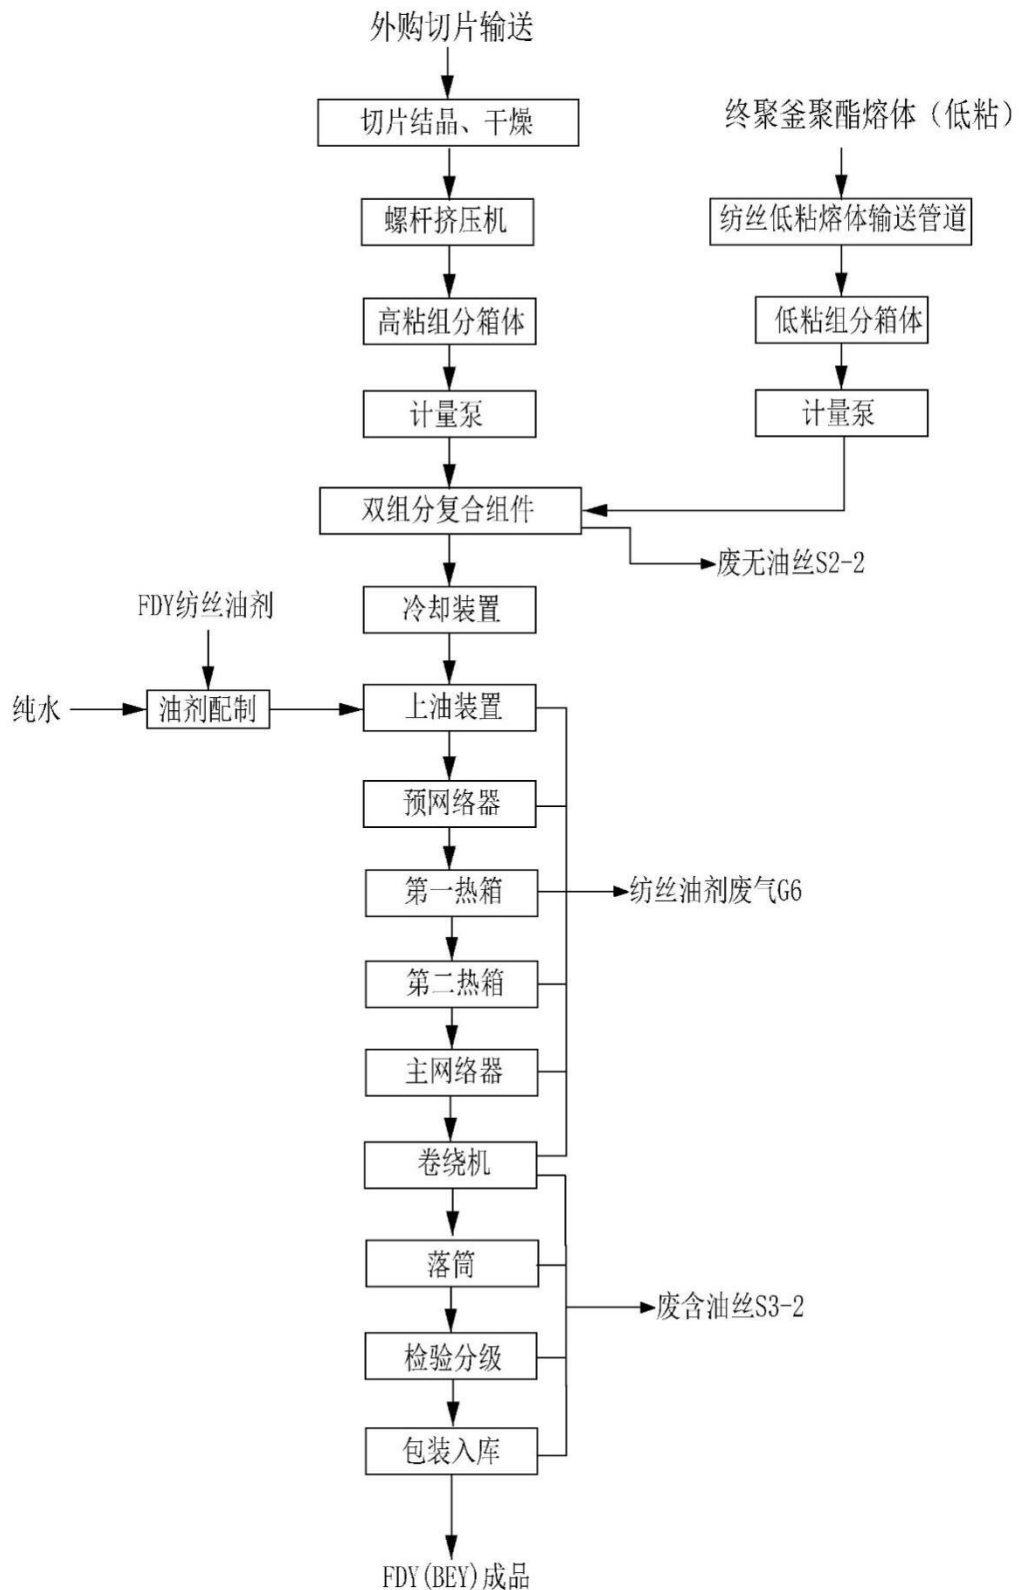 外购切片输送
切片结晶、干燥
终聚釜聚酯熔体（低粘）
螺杆挤压机
纺丝低粘熔体输送管道
高粘组分箱体
低粘组分箱体
计量泵
计量泵
双组分复合组件
废无油丝S2-2
FDY纺丝油剂
冷却装置
纯水
油剂配制
上油装置
预网络器
第一热箱
纺丝油剂废气G6
第二热箱
主网络器
卷绕机
落筒
废含油丝S3-2
检验分级
包装入库
FDY(BEY)成品